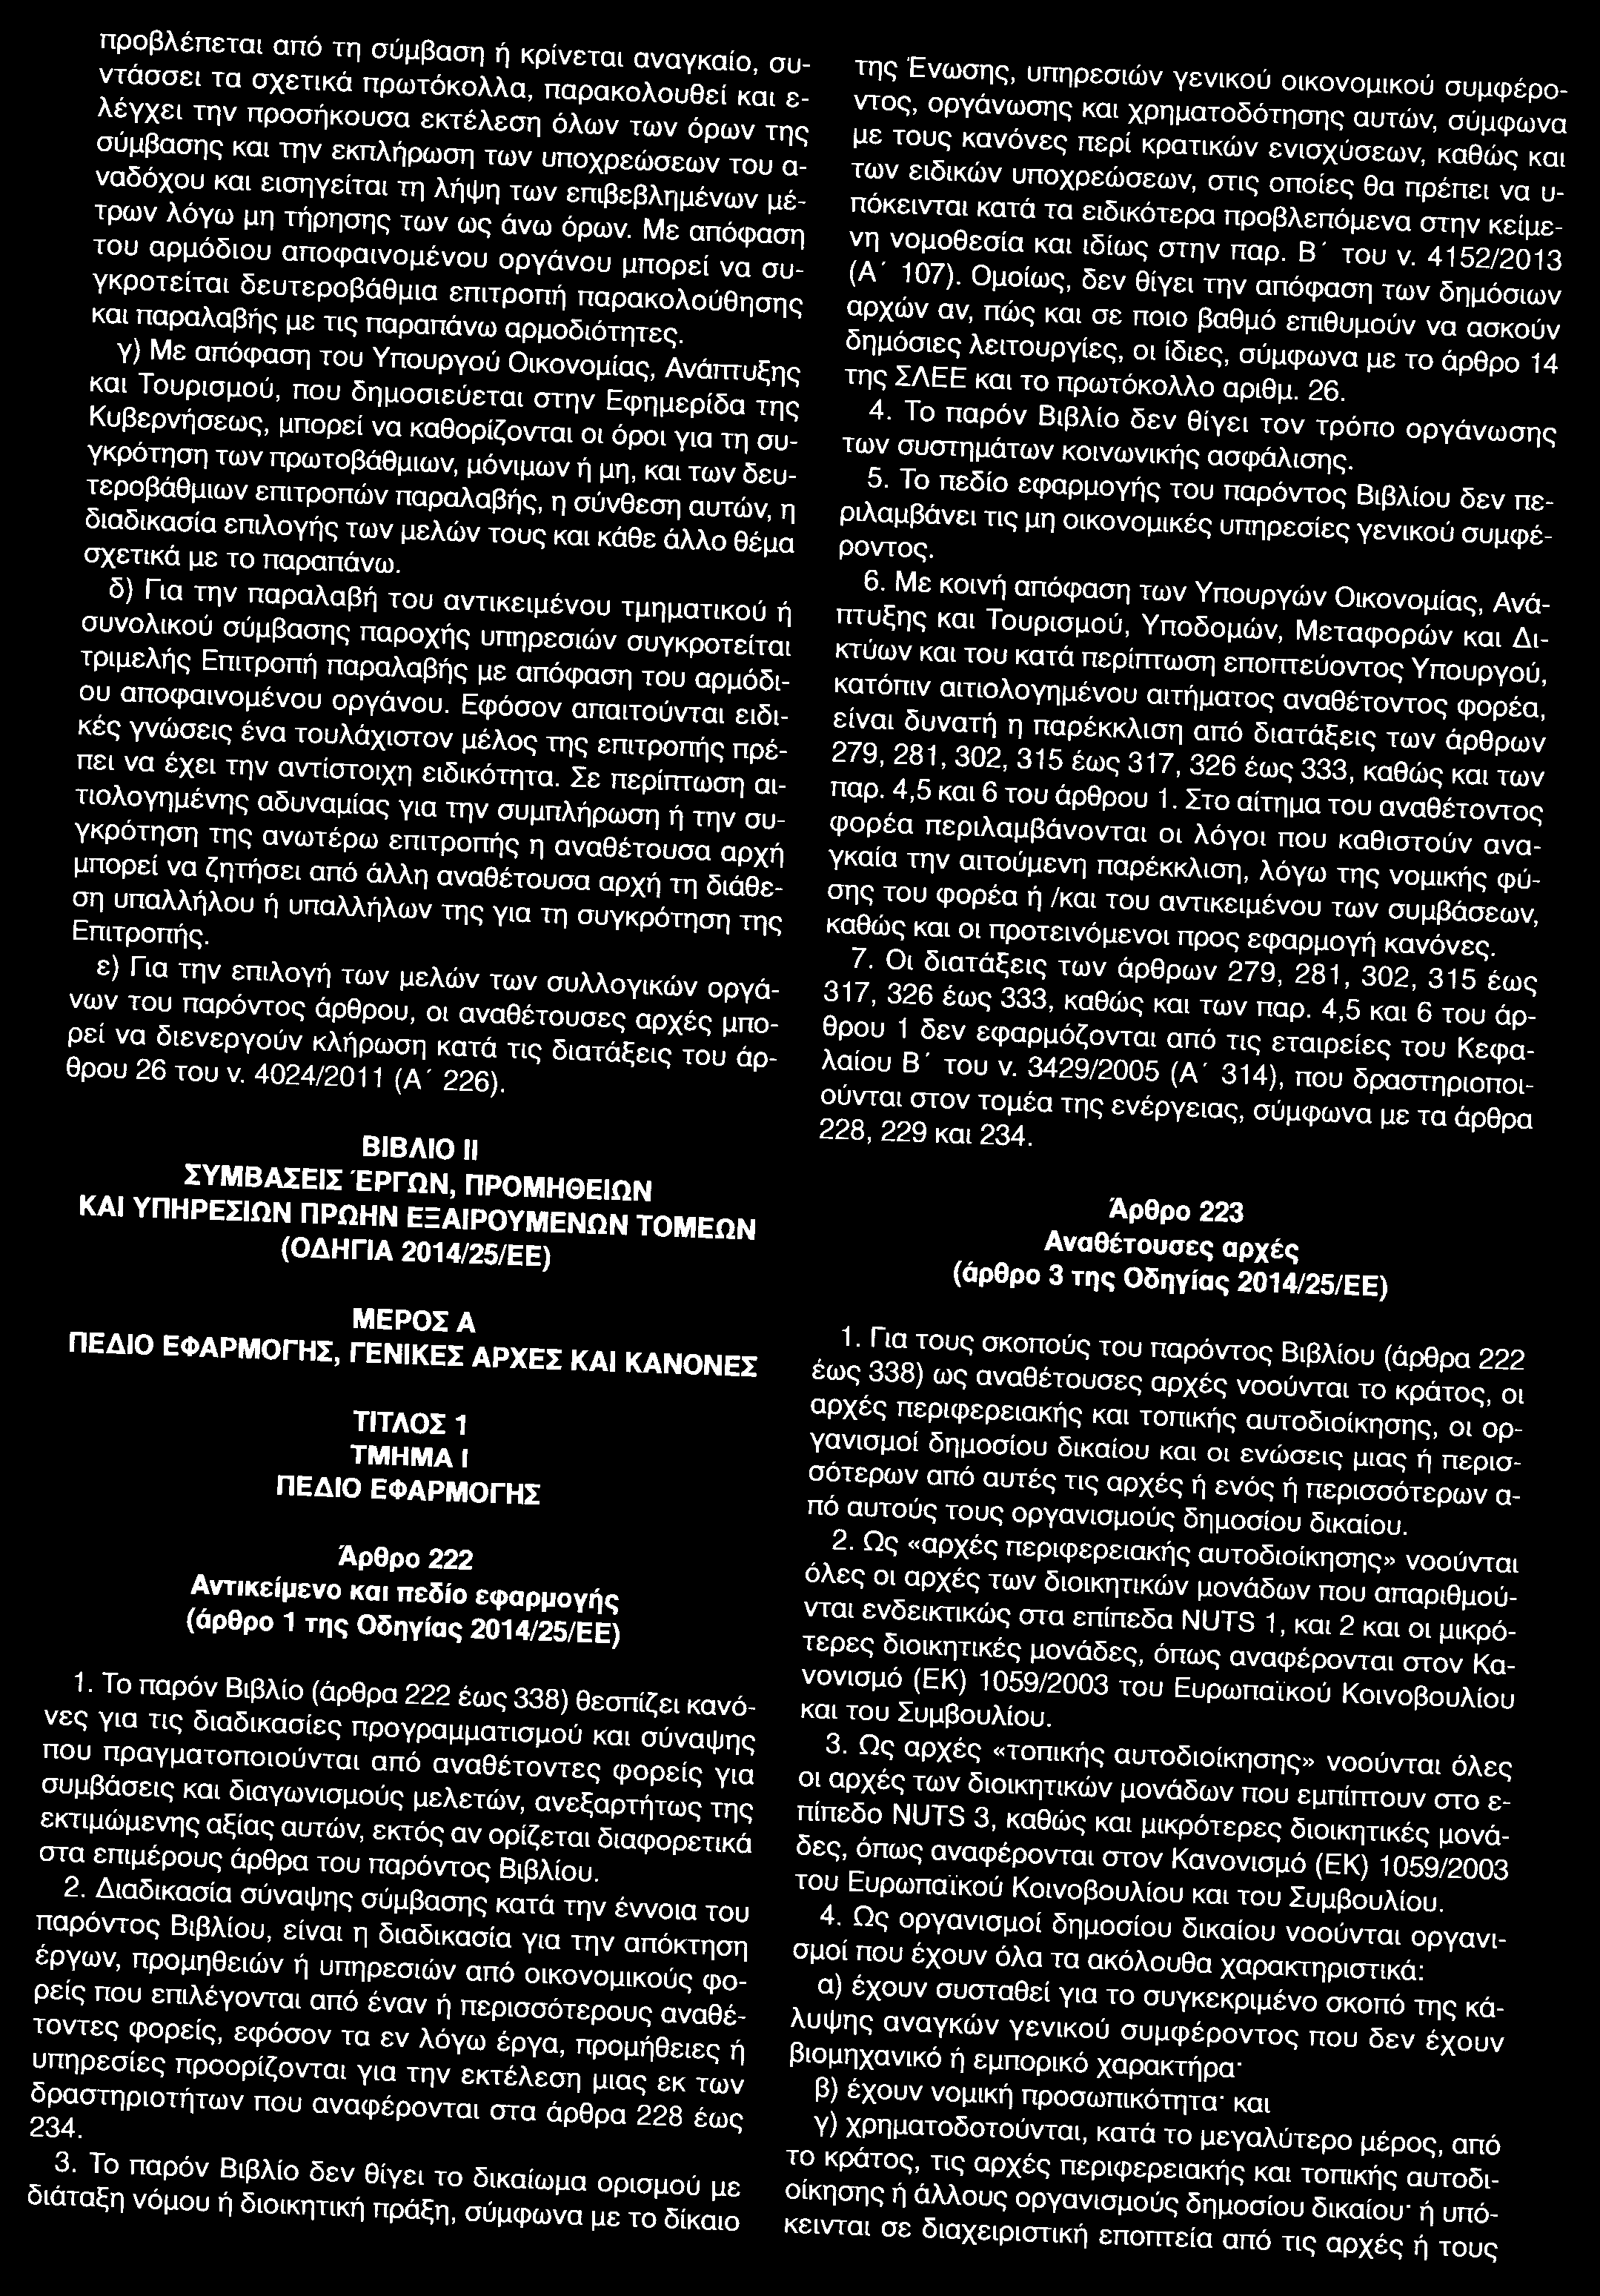 προβλέπεται από τη σύμβαση ή κρίνεται αναγκαίο, συ-
ντάσσει τα σχετικά πρωτόκολλα, παρακολουθεί και ε-
λέγχει την προσήκουσα εκτέλεση όλων των όρων της
σύμβασης και την εκπλήρωση των υποχρεώσεων του α-
ναδόχου και εισηγείται τη λήψη των επιβεβλημένων μέ-
τρων λόγω μη τήρησης των ως άνω όρων. Με απόφαση
του αρμόδιου αποφαινομένου οργάνου μπορεί να συ-
γκροτείται δευτεροβάθμια επιτροπή παρακολούθησης
και παραλαβής με τις παραπάνω αρμοδιότητες.
γ) Με απόφαση του Υπουργού Οικονομίας, Ανάπτυξης
και Τουρισμού, που δημοσιεύεται στην Εφημερίδα της
Κυβερνήσεως, μπορεί να καθορίζονται οι όροι για τη συ-
γκρότηση των πρωτοβάθμιων, μόνιμων ή μη, και των δευ-
τεροβάθμιων επιτροπών παραλαβής, η σύνθεση αυτών, η
διαδικασία επιλογής των μελών τους και κάθε άλλο θέμα
σχετικά με το παραπάνω.
δ) Για την παραλαβή του αντικειμένου τμηματικού ή
συνολικού σύμβασης παροχής υπηρεσιών συγκροτείται
τριμελής Επιτροπή παραλαβής με απόφαση του αρμόδι-
ου αποφαινομένου οργάνου. Εφόσον απαιτούνται ειδι-
κές γνώσεις ένα τουλάχιστον μέλος της επιτροπής πρέ-
πει να έχει την αντίστοιχη ειδικότητα. Σε περίπτωση αι-
τιολογημένης αδυναμίας για την συμπλήρωση ή την συ-
γκρότηση της ανωτέρω επιτροπής η αναθέτουσα αρχή
μπορεί να ζητήσει από άλλη αναθέτουσα αρχή τη διάθε-
ση υπαλλήλου ή υπαλλήλων της για τη συγκρότηση της
Επιτροπής.
ε) Για την επιλογή των μελών των συλλογικών οργά-
νων του παρόντος άρθρου, οι αναθέτουσες αρχές μπο-
ρεί να διενεργούν κλήρωση κατά τις διατάξεις του άρ-
θρου 26 του ν. 4024/2011 (Α΄ 226).
ΒΙΒΛΙΟ ΙΙ
ΣΥΜΒΑΣΕΙΣ ΈΡΓΩΝ, ΠΡΟΜΗΘΕΙΩΝ
ΚΑΙ ΥΠΗΡΕΣΙΩΝ ΠΡΩΗΝ ΕΞΑΙΡΟΥΜΕΝΩΝ ΤΟΜΕΩΝ
(ΟΔΗΓΙΑ 2014/25/ΕΕ)
ΜΕΡΟΣ Α
ΠΕΔΙΟ ΕΦΑΡΜΟΓΗΣ, ΓΕΝΙΚΕΣ ΑΡΧΕΣ ΚΑΙ ΚΑΝΟΝΕΣ
ΤΙΤΛΟΣ 1
ΤΜΗΜΑ Ι
ΠΕΔΙΟ ΕΦΑΡΜΟΓΗΣ
Άρθρο 222
Αντικείμενο και πεδίο εφαρμογής
(άρθρο 1 της Οδηγίας 2014/25/ΕΕ)
1. Το παρόν Βιβλίο (άρθρα 222 έως 338) θεσπίζει κανό-
νες για τις διαδικασίες προγραμματισμού και σύναψης
που πραγματοποιούνται από αναθέτοντες φορείς για
συμβάσεις και διαγωνισμούς μελετών, ανεξαρτήτως της
εκτιμώμενης αξίας αυτών, εκτός αν ορίζεται διαφορετικά
στα επιμέρους άρθρα του παρόντος Βιβλίου.
2. Διαδικασία σύναψης σύμβασης κατά την έννοια του
παρόντος Βιβλίου, είναι η διαδικασία για την απόκτηση
έργων, προμηθειών ή υπηρεσιών από οικονομικούς φο-
ρείς που επιλέγονται από έναν ή περισσότερους αναθέ-
τοντες φορείς, εφόσον τα εν λόγω έργα, προμήθειες ή
υπηρεσίες προορίζονται για την εκτέλεση μιας εκ των
δραστηριοτήτων που αναφέρονται στα άρθρα 228 έως
234.
3. Το παρόν Βιβλίο δεν θίγει το δικαίωμα ορισμού με
διάταξη νόμου ή διοικητική πράξη, σύμφωνα με το δίκαιο
της Ένωσης, υπηρεσιών γενικού οικονομικού συμφέρο-
ντος, οργάνωσης και χρηματοδότησης αυτών, σύμφωνα
με τους κανόνες περί κρατικών ενισχύσεων, καθώς και
των ειδικών υποχρεώσεων, στις οποίες θα πρέπει να υ-
πόκεινται κατά τα ειδικότερα προβλεπόμενα στην κείμε-
νη νομοθεσία και ιδίως στην παρ. Β΄ του ν. 4152/2013
(Α΄ 107). Ομοίως, δεν θίγει την απόφαση των δημόσιων
αρχών αν, πώς και σε ποιο βαθμό επιθυμούν να ασκούν
δημόσιες λειτουργίες, οι ίδιες, σύμφωνα με το άρθρο 14
της ΣΛΕΕ και το πρωτόκολλο αριθμ. 26.
4. Το παρόν Βιβλίο δεν θίγει τον τρόπο οργάνωσης
των συστημάτων κοινωνικής ασφάλισης.
5. Το πεδίο εφαρμογής του παρόντος Βιβλίου δεν πε-
ριλαμβάνει τις μη οικονομικές υπηρεσίες γενικού συμφέ-
ροντος.
6. Με κοινή απόφαση των Υπουργών Οικονομίας, Ανά-
πτυξης και Τουρισμού, Υποδομών, Μεταφορών και Δι-
κτύων και του κατά περίπτωση εποπτεύοντος Υπουργού,
κατόπιν αιτιολογημένου αιτήματος αναθέτοντος φορέα,
είναι δυνατή η παρέκκλιση από διατάξεις των άρθρων
279, 281, 302, 315 έως 317, 326 έως 333, καθώς και των
παρ. 4,5 και 6 του άρθρου 1. Στο αίτημα του αναθέτοντος
φορέα περιλαμβάνονται οι λόγοι που καθιστούν ανα-
γκαία την αιτούμενη παρέκκλιση, λόγω της νομικής φύ-
σης του φορέα ή /και του αντικειμένου των συμβάσεων,
καθώς και οι προτεινόμενοι προς εφαρμογή κανόνες.
7. Οι διατάξεις των άρθρων 279, 281, 302, 315 έως
317, 326 έως 333, καθώς και των παρ. 4,5 και 6 του άρ-
θρου 1 δεν εφαρμόζονται από τις εταιρείες του Κεφα-
λαίου Β΄ του ν. 3429/2005 (Α΄ 314), που δραστηριοποι-
ούνται στον τομέα της ενέργειας, σύμφωνα με τα άρθρα
228, 229 και 234.
Άρθρο 223
Αναθέτουσες αρχές
(άρθρο 3 της Οδηγίας 2014/25/ΕΕ)
1. Για τους σκοπούς του παρόντος Βιβλίου (άρθρα 222
έως 338) ως αναθέτουσες αρχές νοούνται το κράτος, οι
αρχές περιφερειακής και τοπικής αυτοδιοίκησης, οι ορ-
γανισμοί δημοσίου δικαίου και οι ενώσεις μιας ή περισ-
σότερων από αυτές τις αρχές ή ενός ή περισσότερων α-
πό αυτούς τους οργανισμούς δημοσίου δικαίου.
2. Ως «αρχές περιφερειακής αυτοδιοίκησης» νοούνται
όλες οι αρχές των διοικητικών μονάδων που απαριθμού-
νται ενδεικτικώς στα επίπεδα NUTS 1, και 2 και οι μικρό-
τερες διοικητικές μονάδες, όπως αναφέρονται στον Κα-
νονισμό (ΕΚ) 1059/2003 του Ευρωπαϊκού Κοινοβουλίου
και του Συμβουλίου.
3. Ως αρχές «τοπικής αυτοδιοίκησης» νοούνται όλες
οι αρχές των διοικητικών μονάδων που εμπίπτουν στο ε-
πίπεδο NUTS 3, καθώς και μικρότερες διοικητικές μονά-
δες, όπως αναφέρονται στον Κανονισμό (ΕΚ) 1059/2003
του Ευρωπαϊκού Κοινοβουλίου και του Συμβουλίου.
4. Ως οργανισμοί δημοσίου δικαίου νοούνται οργανι-
σμοί που έχουν όλα τα ακόλουθα χαρακτηριστικά:
α) έχουν συσταθεί για το συγκεκριμένο σκοπό της κά-
λυψης αναγκών γενικού συμφέροντος που δεν έχουν
βιομηχανικό ή εμπορικό χαρακτήρα·
β) έχουν νομική προσωπικότητα· και
γ) χρηματοδοτούνται, κατά το μεγαλύτερο μέρος, από
το κράτος, τις αρχές περιφερειακής και τοπικής αυτοδι-
οίκησης ή άλλους οργανισμούς δημοσίου δικαίου· ή υπό-
κεινται σε διαχειριστική εποπτεία από τις αρχές ή τους